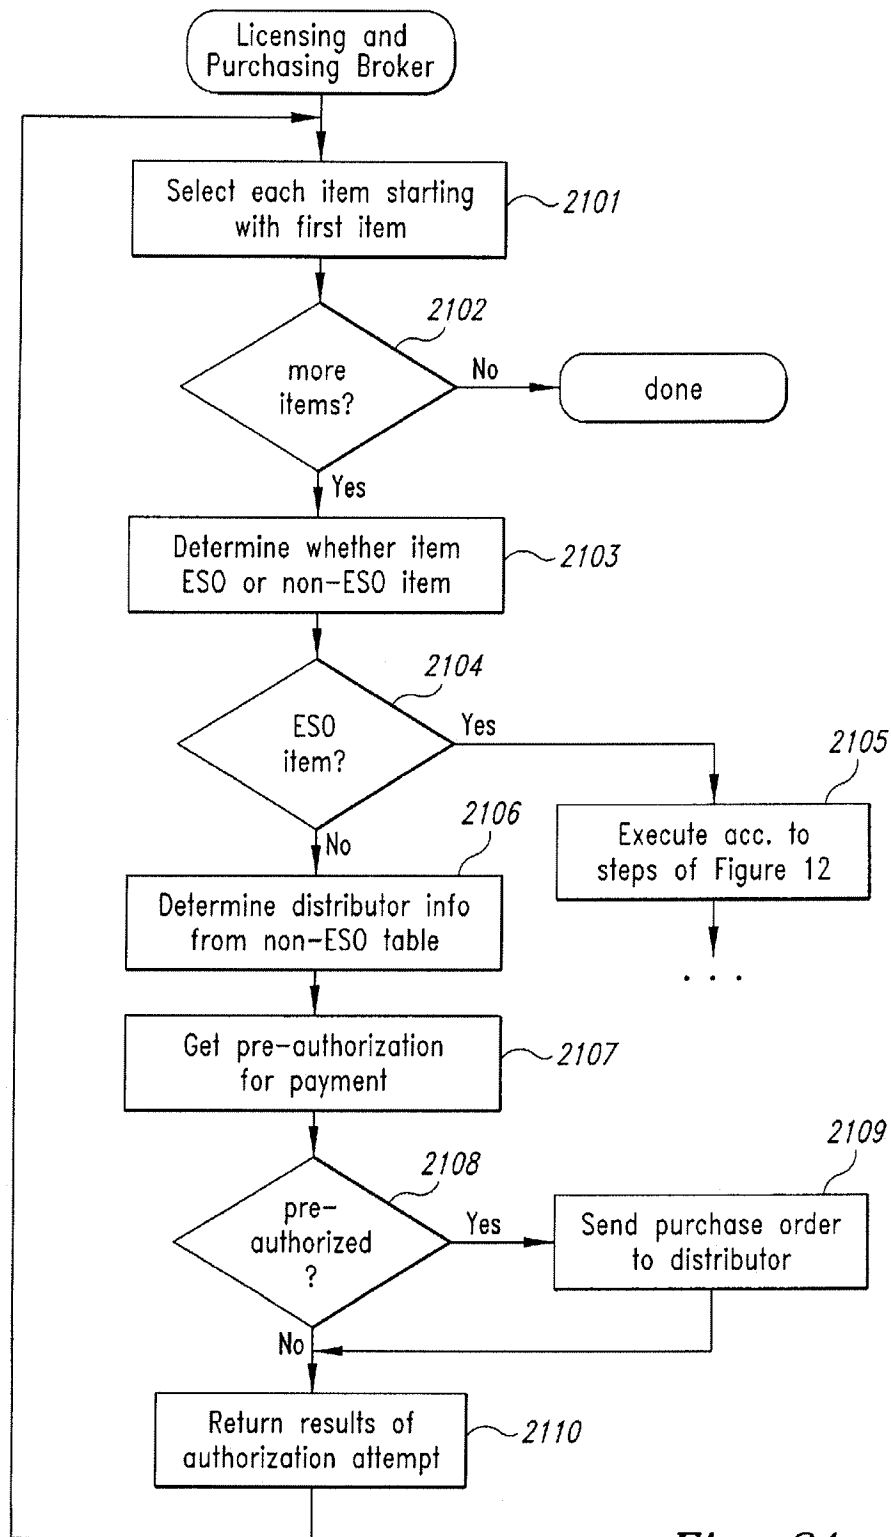 Licensing and
Purchasing Broker
Select each item starting
with first item
2101
2102
more
items?
No
done
Yes
Determine whether item
ESO or non-ESO item
2103
2104
ESO
item?
Yes
2105
Execute acc. to
steps of Figure 12
. . .
No
2106
Determine distributor info
from non-ESO table
Get pre-authorization
for payment
2107
2108
pre-
authorized
?
Yes
2109
Send purchase order
to distributor
No
Return results of
authorization attempt
2110